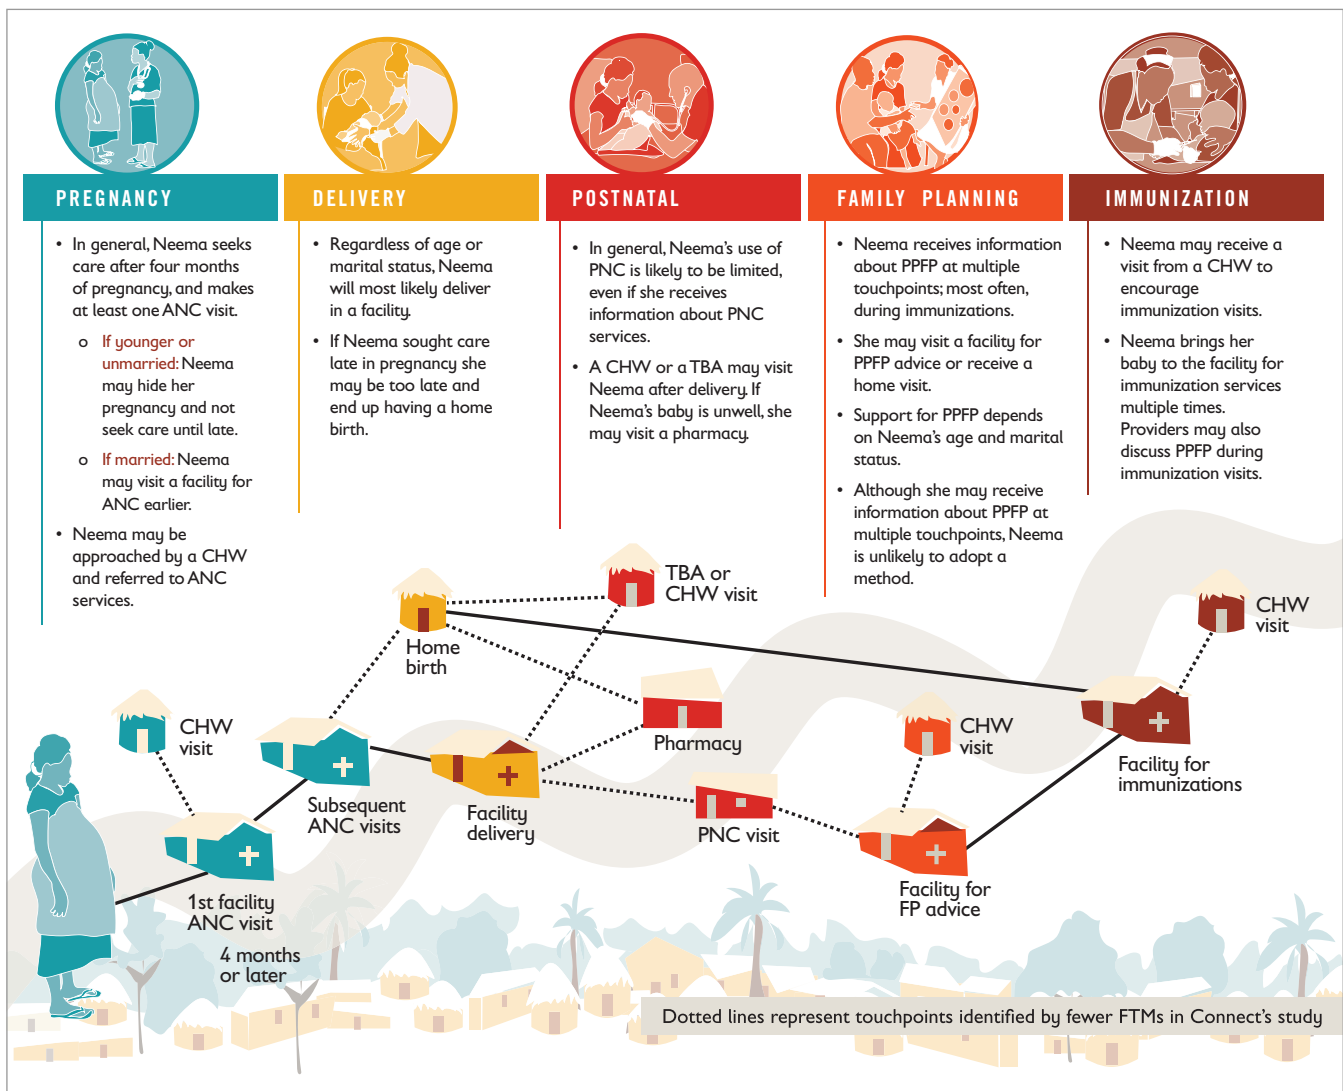 PREGNANCY
• In general, Neema seeks
care after four months
of pregnancy, and makes
at least one ANC visit.
o If younger or
unmarried: Neema
may hide her
pregnancy and not
seek care until late.
o If married: Neema
may visit a facility for
ANC earlier.
• Neema may be
approached by a CHW
and referred to ANC
services.
DELIVERY
• Regardless of age or
marital status, Neema
will most likely deliver
in a facility.
• If Neema sought care
late in pregnancy she
may be too late and
end up having a home
birth.
POSTNATAL
• In general, Neema’s use of
PNC is likely to be limited,
even if she receives
information about PNC
services.
• A CHW or a TBA may visit
Neema after delivery. If
Neema’s baby is unwell, she
may visit a pharmacy.
FAMILY PLANNING
• Neema receives information
about PPFP at multiple
touchpoints; most often,
during immunizations.
• She may visit a facility for
PPFP advice or receive a
home visit.
• Support for PPFP depends
on Neema’s age and marital
status.
• Although she may receive
information about PPFP at
multiple touchpoints, Neema
is unlikely to adopt a
method.
IMMUNIZATION
• Neema may receive a
visit from a CHW to
encourage
immunization visits.
• Neema brings her
baby to the facility for
immunization services
multiple times.
Providers may also
discuss PPFP during
immunization visits.
CHW
visit
1st facility
ANC visit
4 months
or later
Subsequent
ANC visits
Home
birth
Facility
delivery
TBA or
CHW visit
Pharmacy
PNC visit
CHW
visit
Facility for
FP advice
CHW
visit
Facility for
immunizations
Dotted lines represent touchpoints identified by fewer FTMs in Connect’s study